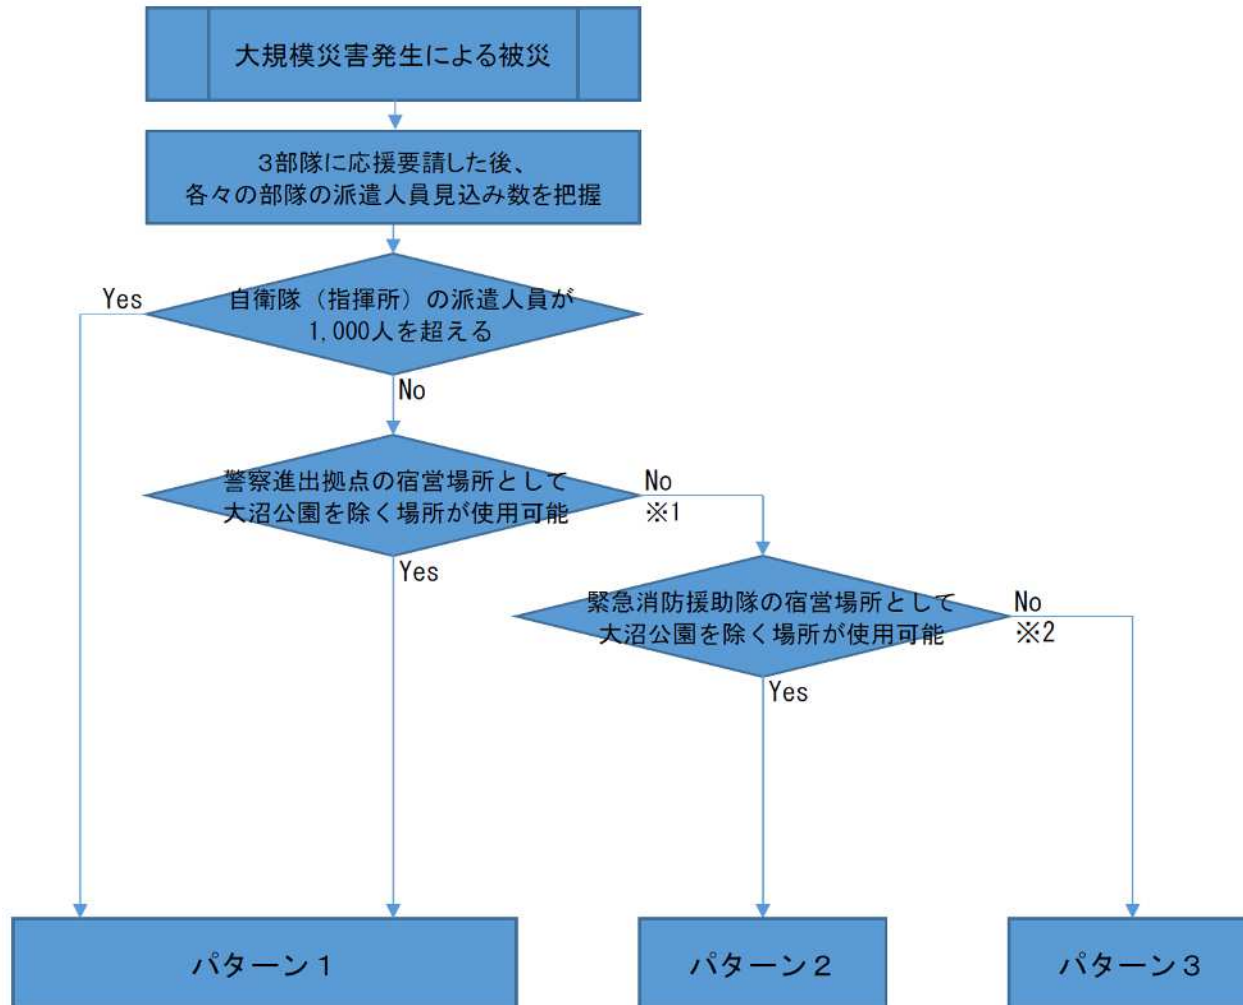 大規模災害発生による被災
3部隊に応援要請した後、
各々の部隊の派遣人員見込み数を把握
Yes
自衛隊（指揮所）の派遣人員が
1,000人を超える
No
警察進出拠点の宿営場所として
大沼公園を除く場所が使用可能
No
※1
Yes
緊急消防援助隊の宿営場所として
大沼公園を除く場所が使用可能
No
※2
Yes
パターン１
パターン２
パターン３